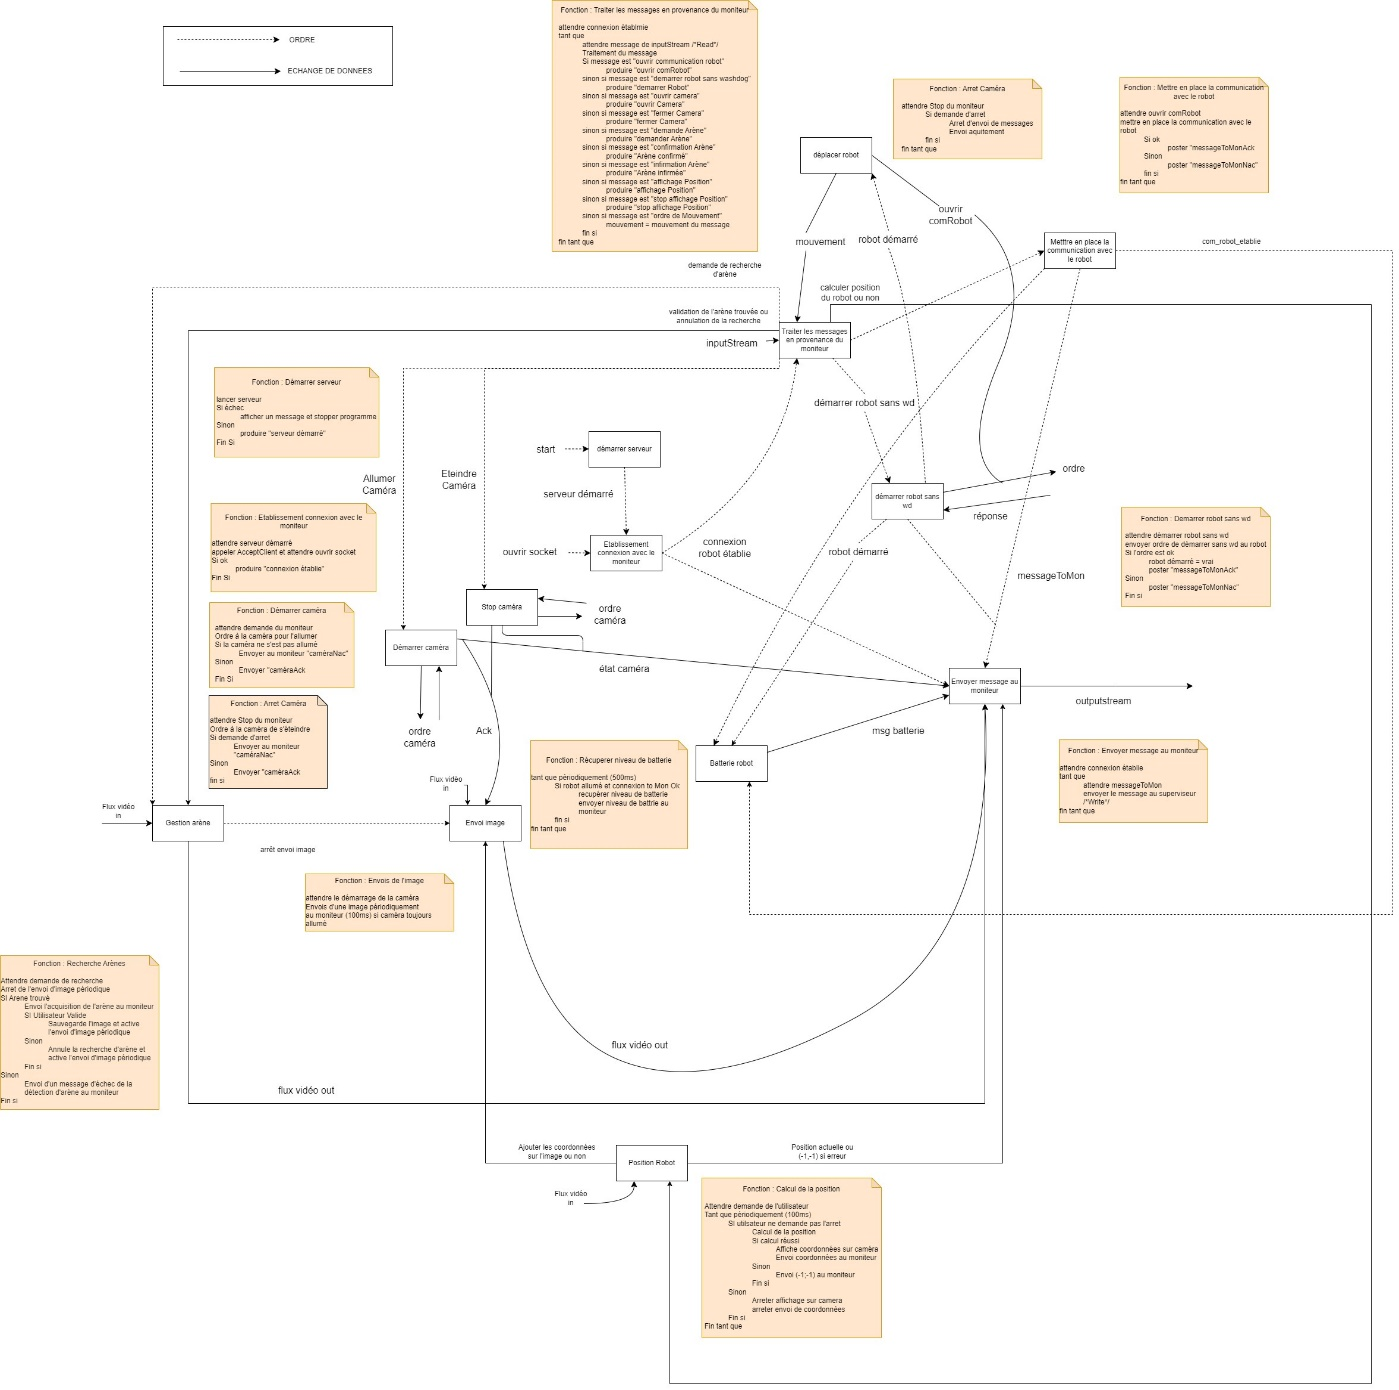 ORDRE
ECHANGE DE DONNEES
Fonction : Traiter les messages en provenance du moniteur
attendre connexion établmie
tant que
attendre message de inputStream /*Read*/
Traitement du message
Si message est "ouvrir communication robot"
produire "ouvrir comRobot"
sinon si message est "demarrer robot sans washdog"
produire "demarrer Robot"
sinon si message est "ouvrir camera"
produire "ouvrir Camera"
sinon si message est "fermer Camera"
produire "fermer Camera"
sinon si message est "demande Arène"
produire "demander Arène"
sinon si message est "confirmation Arène"
produire "Arène confirmé"
sinon si message est "infirmation Arène"
produire "Arène infirmée"
sinon si message est "affichage Position"
produire "affichage Position"
sinon si message est "stop affichage Position"
produire "stop affichage Position"
sinon si message est "ordre de Mouvement"
mouvement = mouvement du message
fin si
fin tant que
Fonction : Arret Caméra
attendre Stop du moniteur
Si demande d'arret
Arret d'envoi de messages
Envoi aquitement
fin si
fin tant que
Fonction : Mettre en place la communication
avec le robot
attendre ouvrir comRobot
mettre en place la communication avec le
robot
Si ok
poster "messageToMonAck
Sinon
poster "messageToMonNac"
fin si
fin tant que
déplacer robot
ouvrir
comRobot
mouvement
robot démarré
Metttre en place la
communication avec
le robot
com_robot_etablie
demande de recherche
d'arène
calculer position
du robot ou non
validation de l'arène trouvée ou
annulation de la recherche
inputStream
Traiter les messages
en provenance du
moniteur
Fonction : Démarrer serveur
lancer serveur
Si échec
afficher un message et stopper programme
Sinon
produire "serveur démarré"
Fin Si
démarrer robot sans wd
start
démarrer serveur
Allumer
Caméra
Eteindre
Caméra
serveur démarré
ordre
démarrer robot sans
wd
réponse
Fonction : Etablissement connexion avec le
moniteur
attendre serveur démarré
appeler AcceptClient et attendre ouvrir socket
Si ok
produire "connexion établie"
Fin Si
ouvrir socket
Etablissement
connexion avec le
moniteur
connexion
robot établie
robot démarré
messageToMon
Fonction : Demarrer robot sans wd
attendre démarrer robot sans wd
envoyer ordre de démarrer sans wd au robot
Si l'ordre est ok
robot démarré = vrai
poster "messageToMonAck"
Sinon
poster "messageToMonNac"
Fin si
Fonction : Démarrer caméra
attendre demande du moniteur
Ordre à la caméra pour l'allumer
Si la caméra ne s'est pas allumé
Envoyer au moniteur "caméraNac"
Sinon
Envoyer "caméraAck
Fin Si
Stop caméra
ordre
caméra
Démarrer caméra
état caméra
Envoyer message au
moniteur
outputstream
Fonction : Arret Caméra
attendre Stop du moniteur
Ordre à la caméra de s'éteindre
Si demande d'arret
Envoyer au moniteur
"caméraNac"
Sinon
Envoyer "caméraAck
fin si
ordre
caméra
Ack
msg batterie
Fonction : Récuperer niveau de batterie
tant que périodiquement (500ms)
Si robot allumé et connexion to Mon Ok
recupérer niveau de batterie
envoyer niveau de battrie au
moniteur
fin si
fin tant que
Batterie robot
Fonction : Envoyer message au moniteur
attendre connexion établie
tant que
attendre messageToMon
envoyer le message au superviseur
/*Write*/
fin tant que
Flux vidéo
in
Flux vidéo
in
Gestion arène
Envoi image
arrêt envoi image
Fonction : Envois de l'image
attendre le démarrage de la caméra
Envois d'une image périodiquement
au moniteur (100ms) si caméra toujours
allumé
Fonction : Recherche Arènes
Attendre demande de recherche
Arret de l'envoi d'image périodique
SI Arene trouvé
Envoi l'acquisition de l'arène au moniteur
SI Utilisateur Valide
Sauvegarde l'image et active
l'envoi d'image périodique
Sinon
Annule la recherche d'arène et
active l'envoi d'image périodique
Fin si
Sinon
Envoi d'un message d'échec de la
détection d'arène au moniteur
Fin si
flux vidéo out
flux vidéo out
Ajouter les coordonnées
sur l'image ou non
Position Robot
Position actuelle ou
(-1,-1) si erreur
Flux vidéo
in
Fonction : Calcul de la position
Attendre demande de l'utilisateur
Tant que périodiquement (100ms)
SI utilsateur ne demande pas l'arret
Calcul de la position
Si calcul réussi
Affiche coordonnées sur caméra
Envoi coordonnées au moniteur
Sinon
Envoi (-1;-1) au moniteur
Fin si
Sinon
Arreter affichage sur camera
arreter envoi de coordonnées
Fin si
Fin tant que